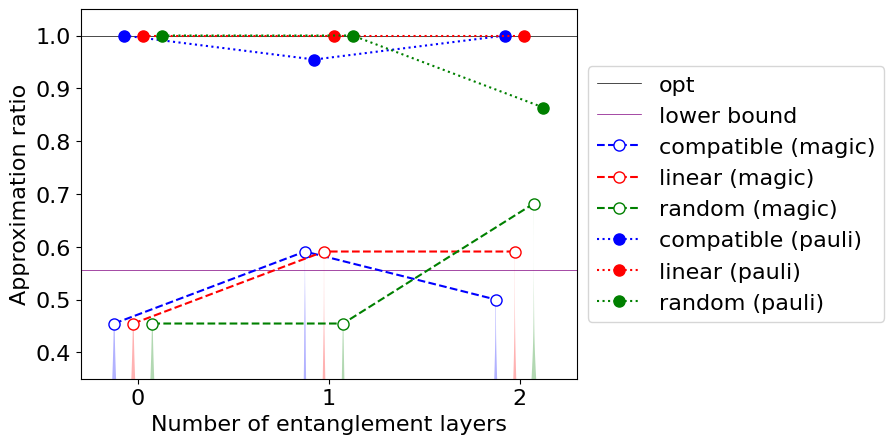 1.0
0.9
0.8
0.7
0.6
0.5
0.4
Approximation ratio
0 1 2
Number of entanglement layers
opt
lower bound
compatible (magic)
linear (magic)
random (magic)
compatible (pauli)
linear (pauli)
random (pauli)